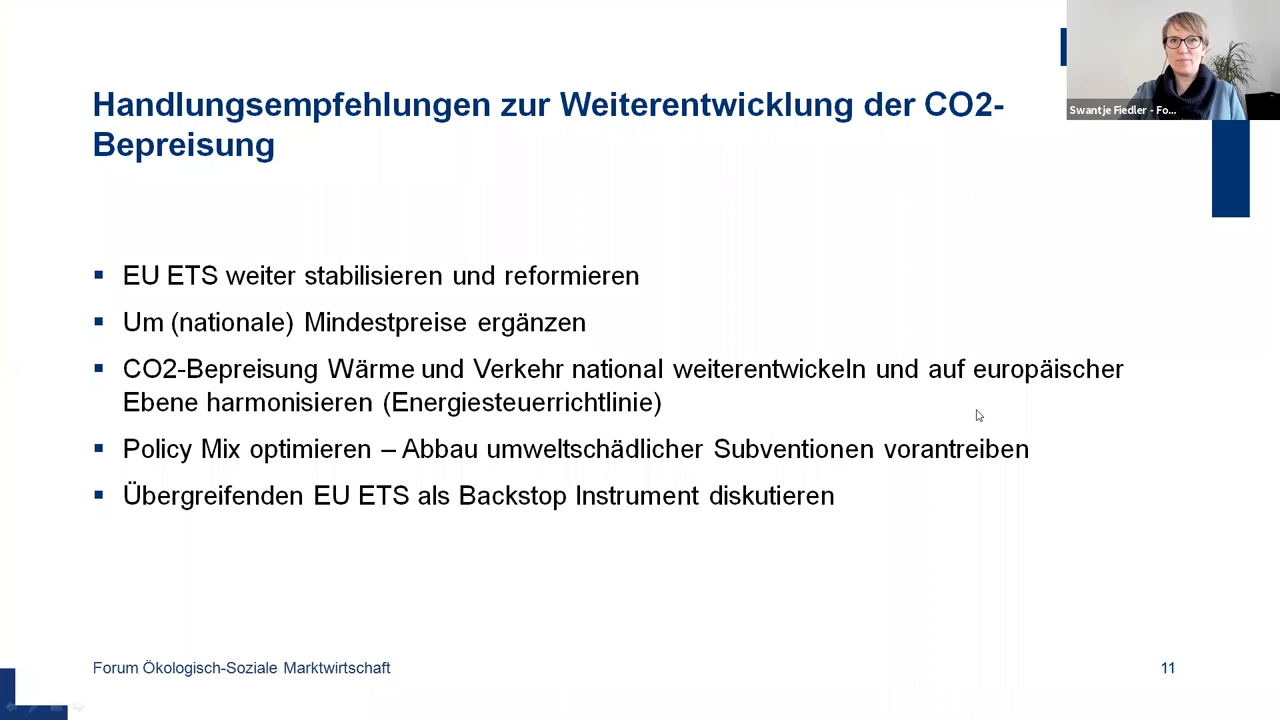 Swantje Fiedler - Fo...
Handlungsempfehlungen zur Weiterentwicklung der CO2-
Bepreisung
EU ETS weiter stabilisieren und reformieren
Um (nationale) Mindestpreise ergänzen
CO2-Bepreisung Wärme und Verkehr national weiterentwickeln und auf europäischer
Ebene harmonisieren (Energiesteuerrichtlinie)
Policy Mix optimieren – Abbau umweltschädlicher Subventionen vorantreiben
Übergreifenden EU ETS als Backstop Instrument diskutieren
Forum Ökologisch-Soziale Marktwirtschaft
11